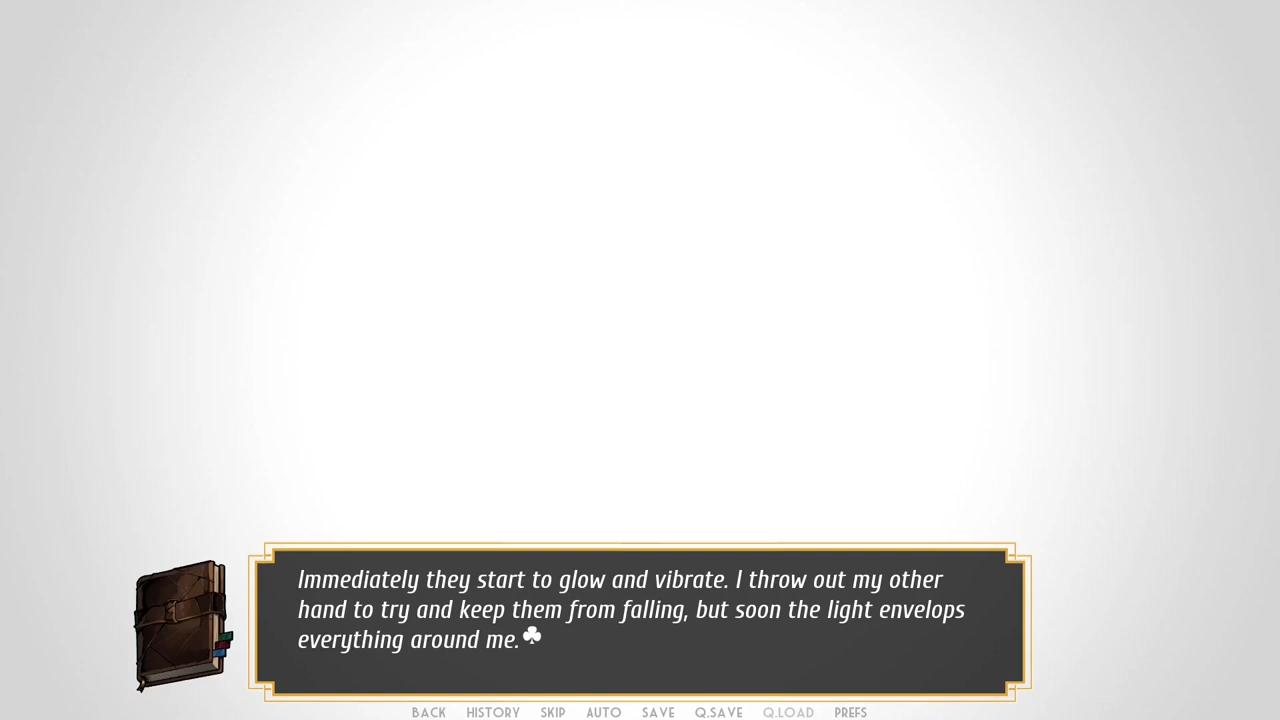 Immediately they start to glow and vibrate. I throw out my other
hand to try and keep them from falling, but soon the light envelops
everything around me.♣
BACK HISTORY SKIP AUTO SAVE Q.SAVE Q.LOAD PREFS